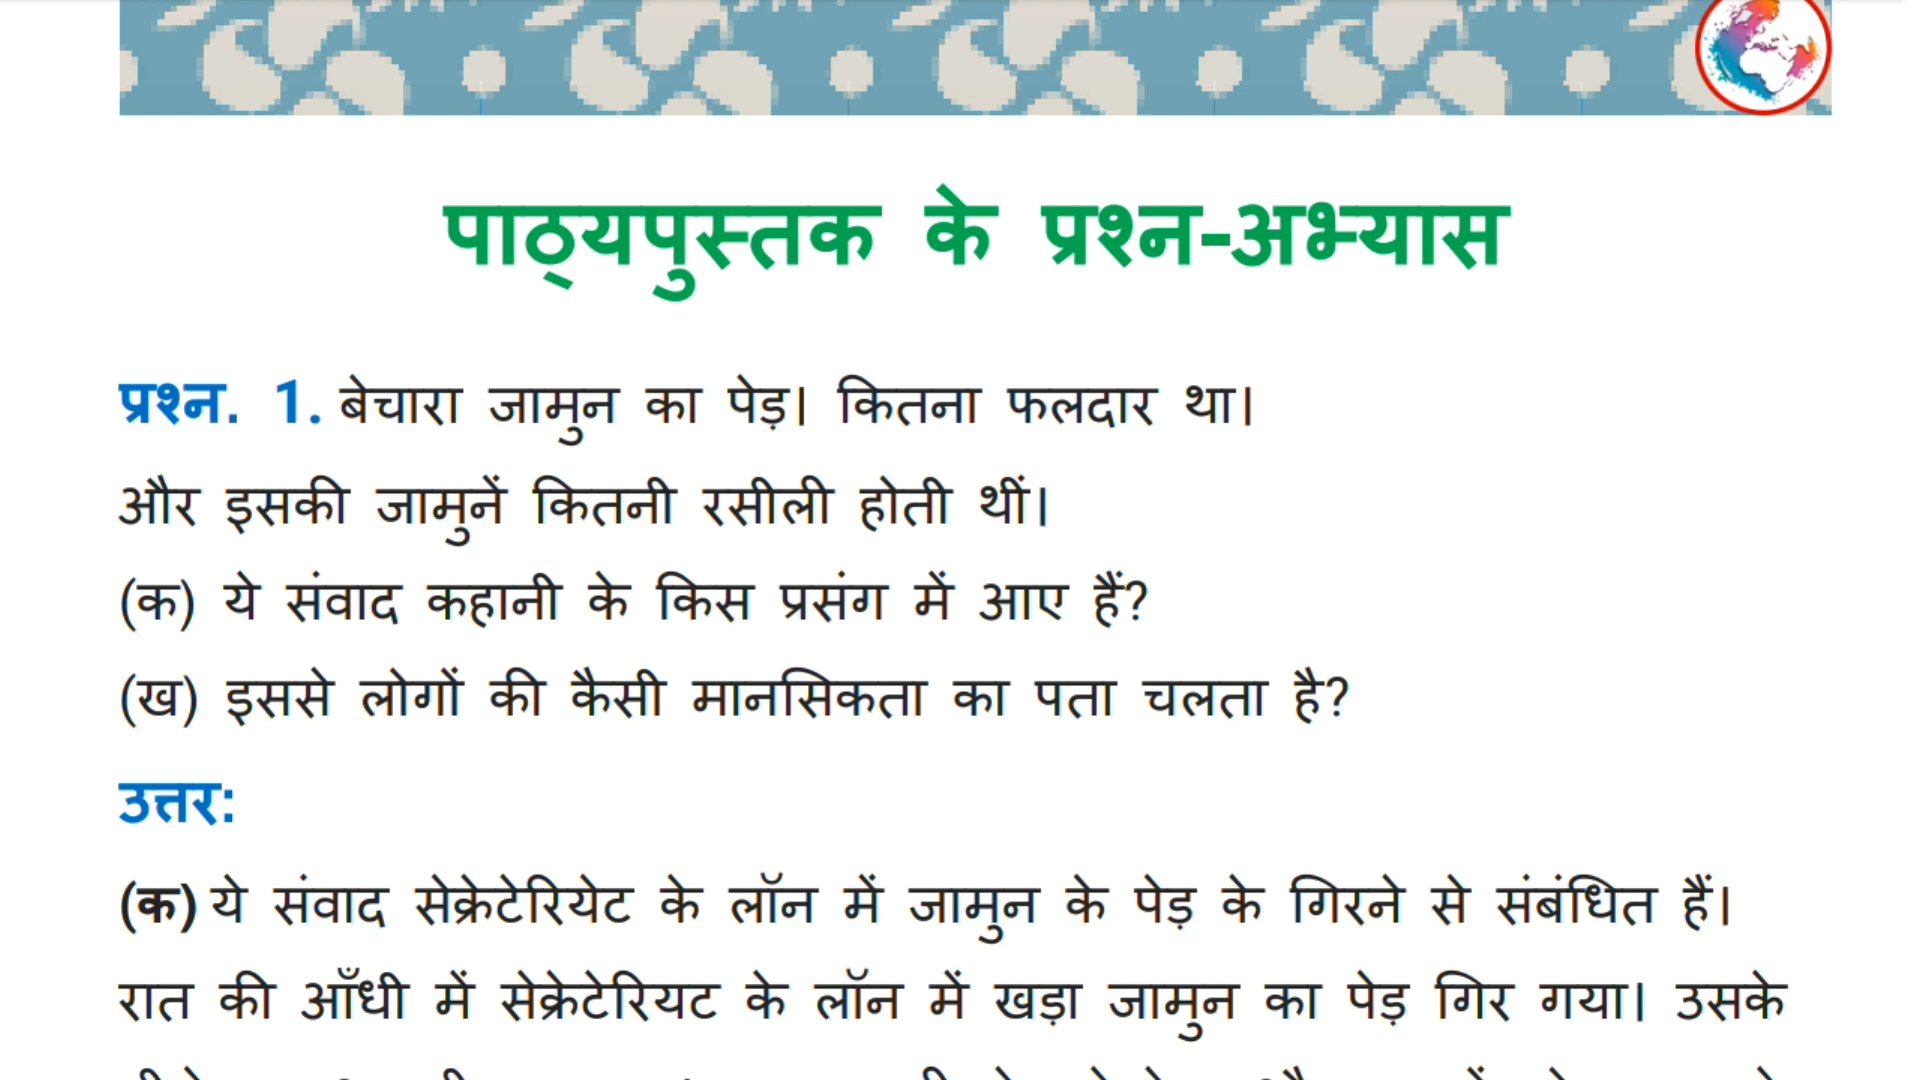 पाठ्यपुस्तक के प्रश्न-अभ्यास
प्रश्न. 1. बेचारा जामुन का पेड़। कितना फलदार था।
और इसकी जामुनें कितनी रसीली होती थीं।
(क) ये संवाद कहानी के किस प्रसंग में आए हैं?
(ख) इससे लोगों की कैसी मानसिकता का पता चलता है?
उत्तर:
(क) ये संवाद सेक्रेटेरियेट के लॉन में जामुन के पेड़ के गिरने से संबंधित हैं।
रात की आँधी में सेक्रेटेरियट के लॉन में खड़ा जामुन का पेड़ गिर गया। उसके